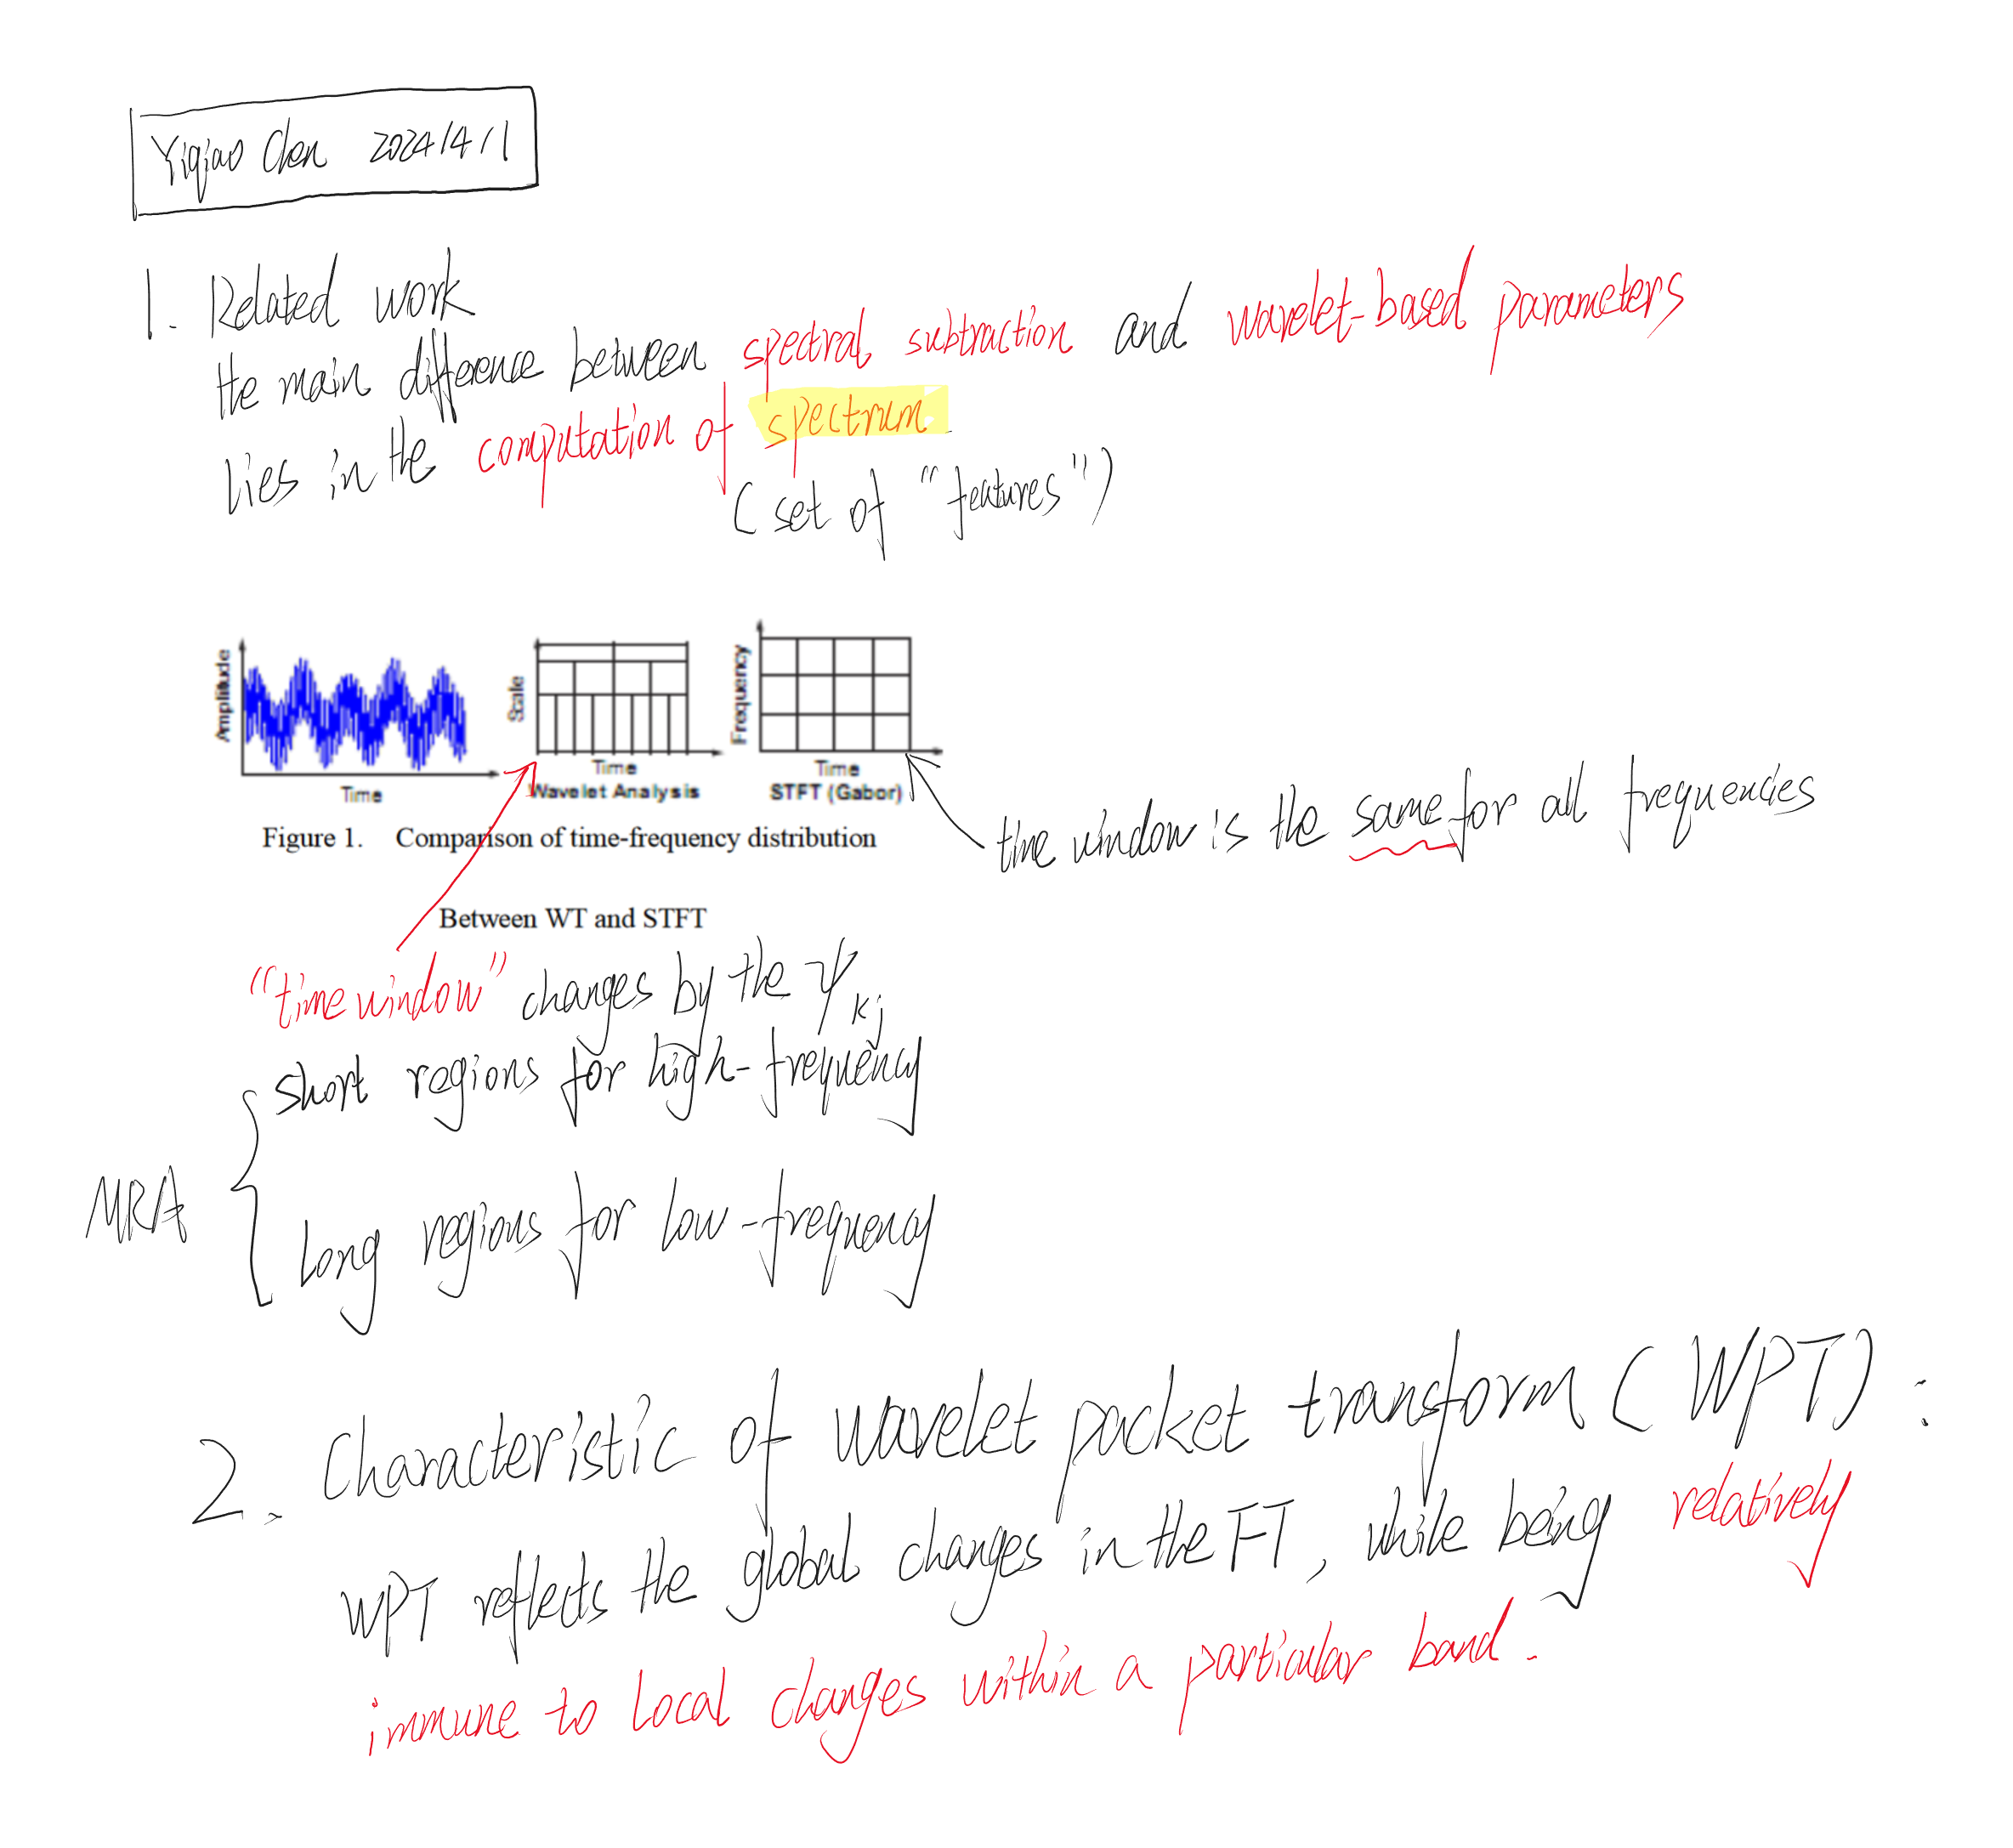 Yiqiao Chen 2024/4/1
1. Related work
the main difference between spectral subtraction and wavelet-based parameters
lies in the computation of spectrum.
(set of "features")
Amplitude
Time
Scale
Time
Wavelet Analysis
Frequency
Time
STFT (Gabor)
time window is the same for all frequencies
Figure 1. Comparison of time-frequency distribution
Between WT and STFT
"time window" changes by the ψkj
MRA
short regions for high-frequency
long regions for low-frequency
2. Characteristic of wavelet packet transform (WPT):
WPT reflects the global changes in the FT, while being relatively
immune to local changes within a particular band.